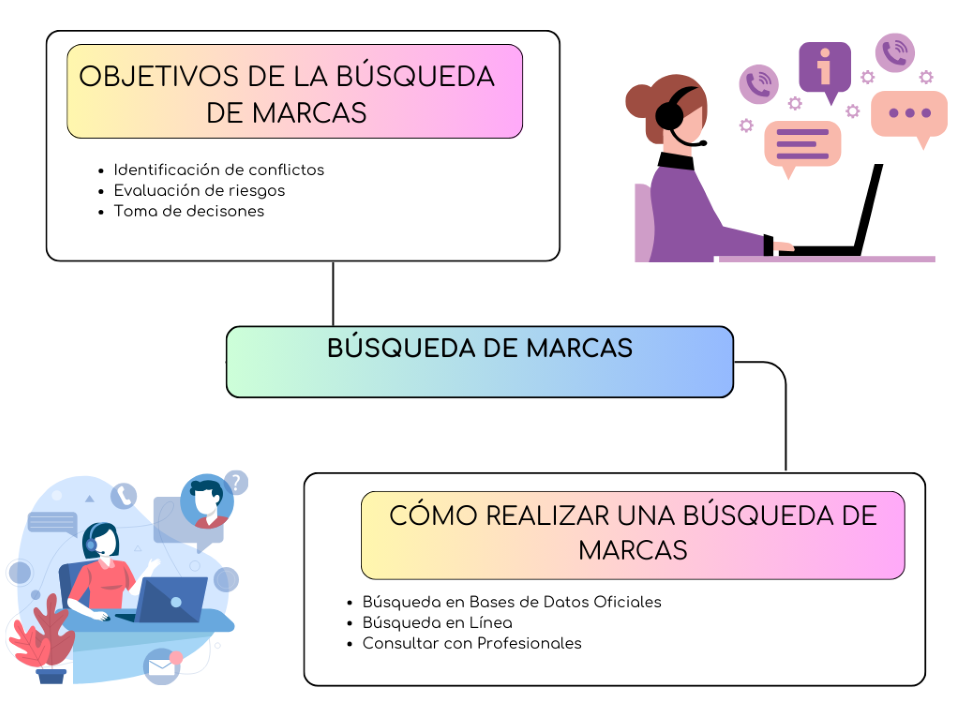 OBJETIVOS DE LA BÚSQUEDA
DE MARCAS
• Identificación de conflictos
• Evaluación de riesgos
• Toma de decisones
BÚSQUEDA DE MARCAS
CÓMO REALIZAR UNA BÚSQUEDA DE
MARCAS
• Búsqueda en Bases de Datos Oficiales
• Búsqueda en Línea
• Consultar con Profesionales